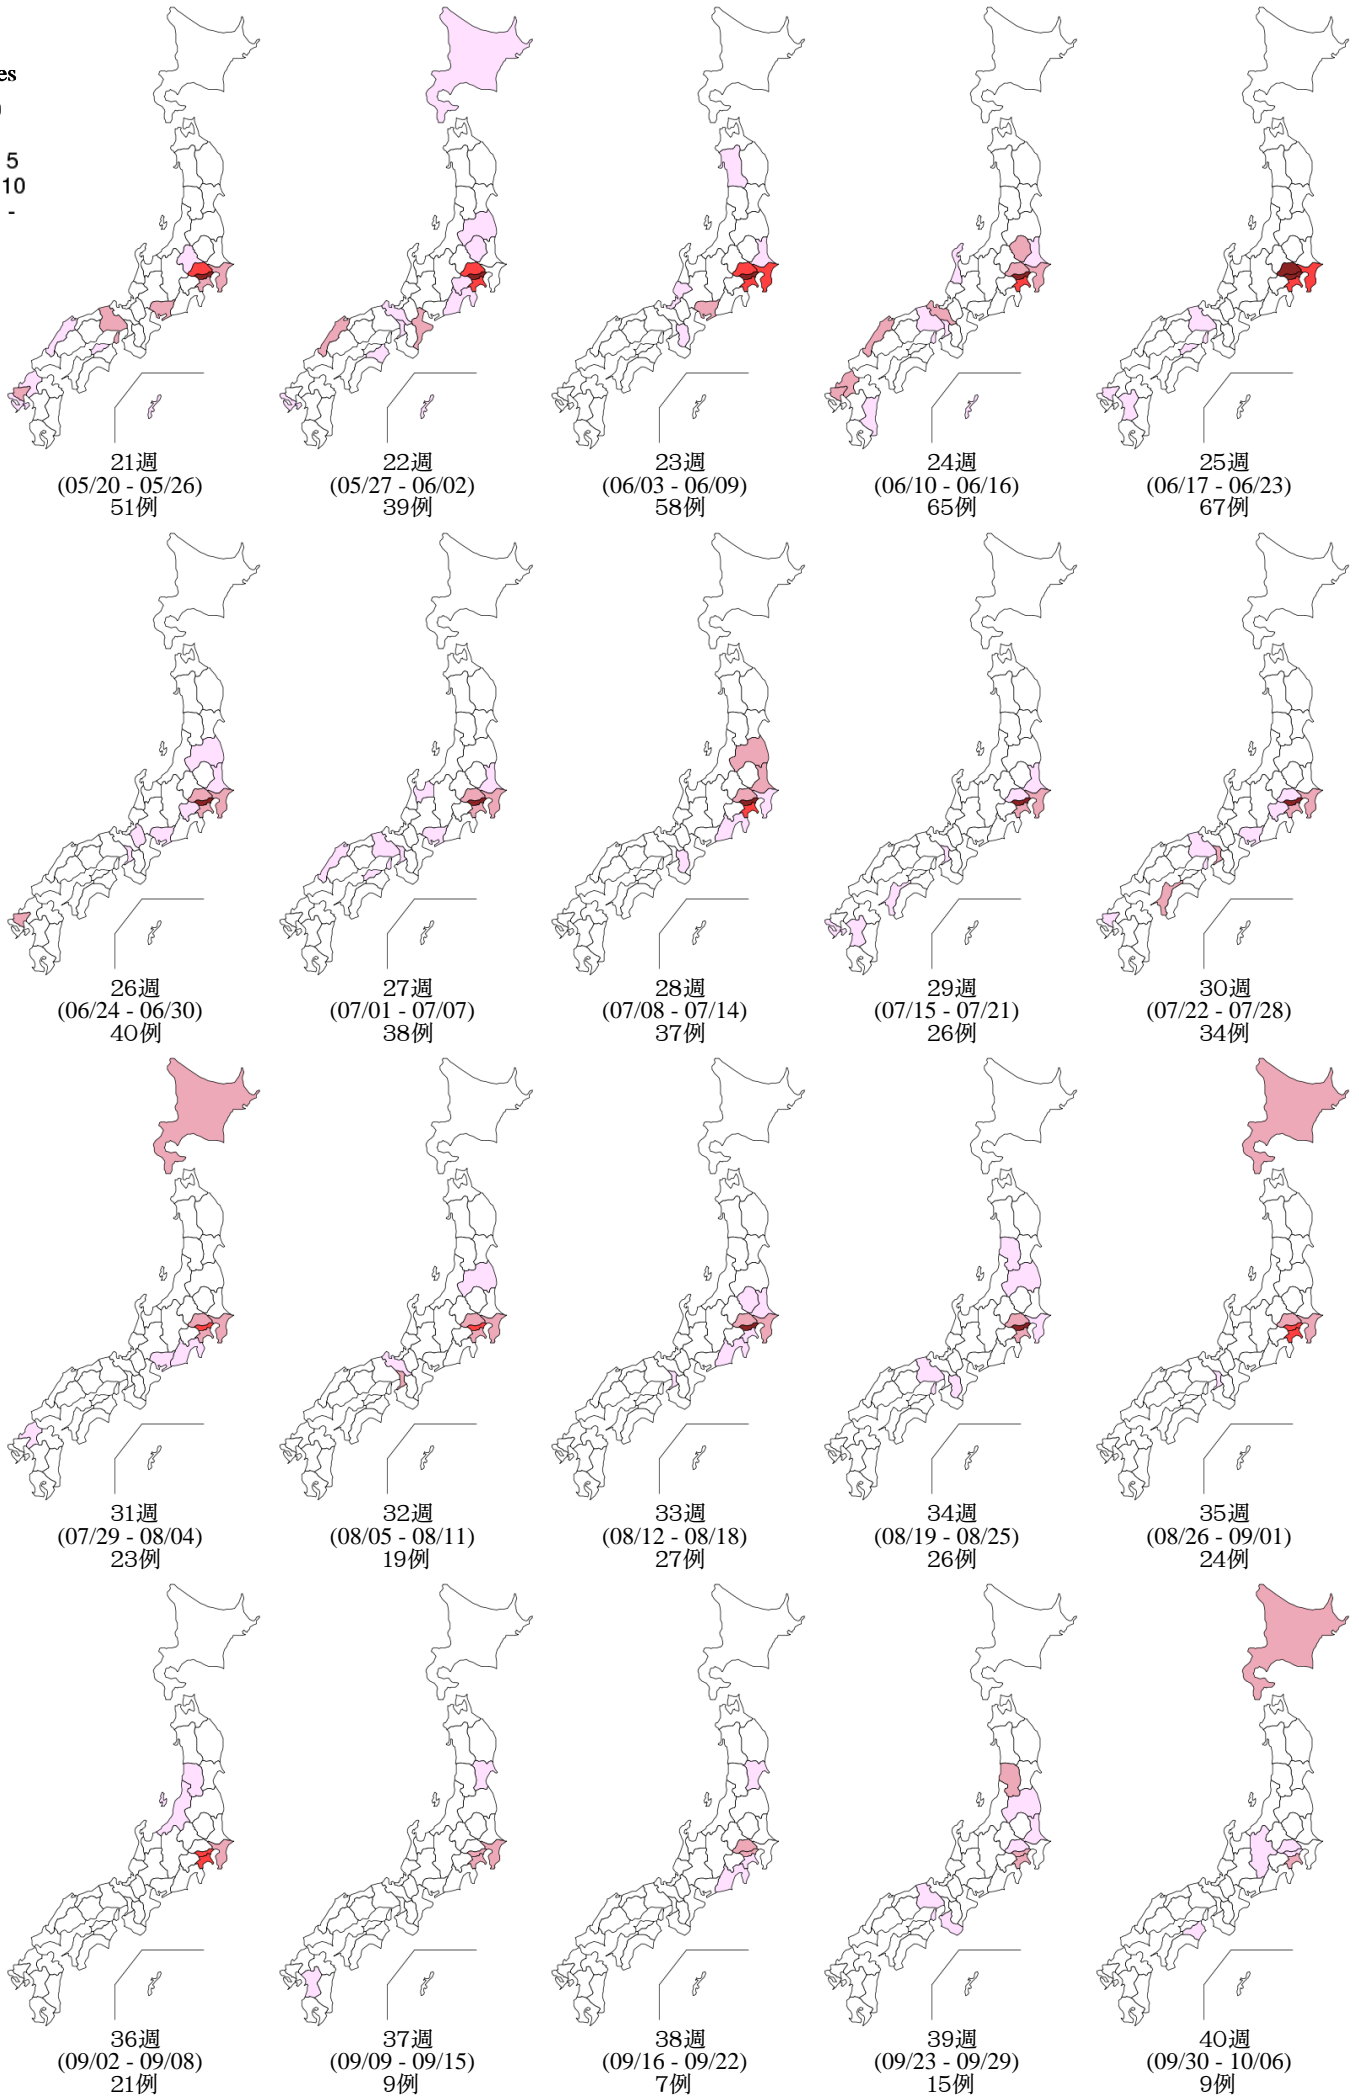 es
5
10
-
21週
(05/20 - 05/26)
51例
22週
(05/27 - 06/02)
39例
23週
(06/03 - 06/09)
58例
24週
(06/10 - 06/16)
65例
25週
(06/17 - 06/23)
67例
26週
(06/24 - 06/30)
40例
27週
(07/01 - 07/07)
38例
28週
(07/08 - 07/14)
37例
29週
(07/15 - 07/21)
26例
30週
(07/22 - 07/28)
34例
31週
(07/29 - 08/04)
23例
32週
(08/05 - 08/11)
19例
33週
(08/12 - 08/18)
27例
34週
(08/19 - 08/25)
26例
35週
(08/26 - 09/01)
24例
36週
(09/02 - 09/08)
21例
37週
(09/09 - 09/15)
9例
38週
(09/16 - 09/22)
7例
39週
(09/23 - 09/29)
15例
40週
(09/30 - 10/06)
9例